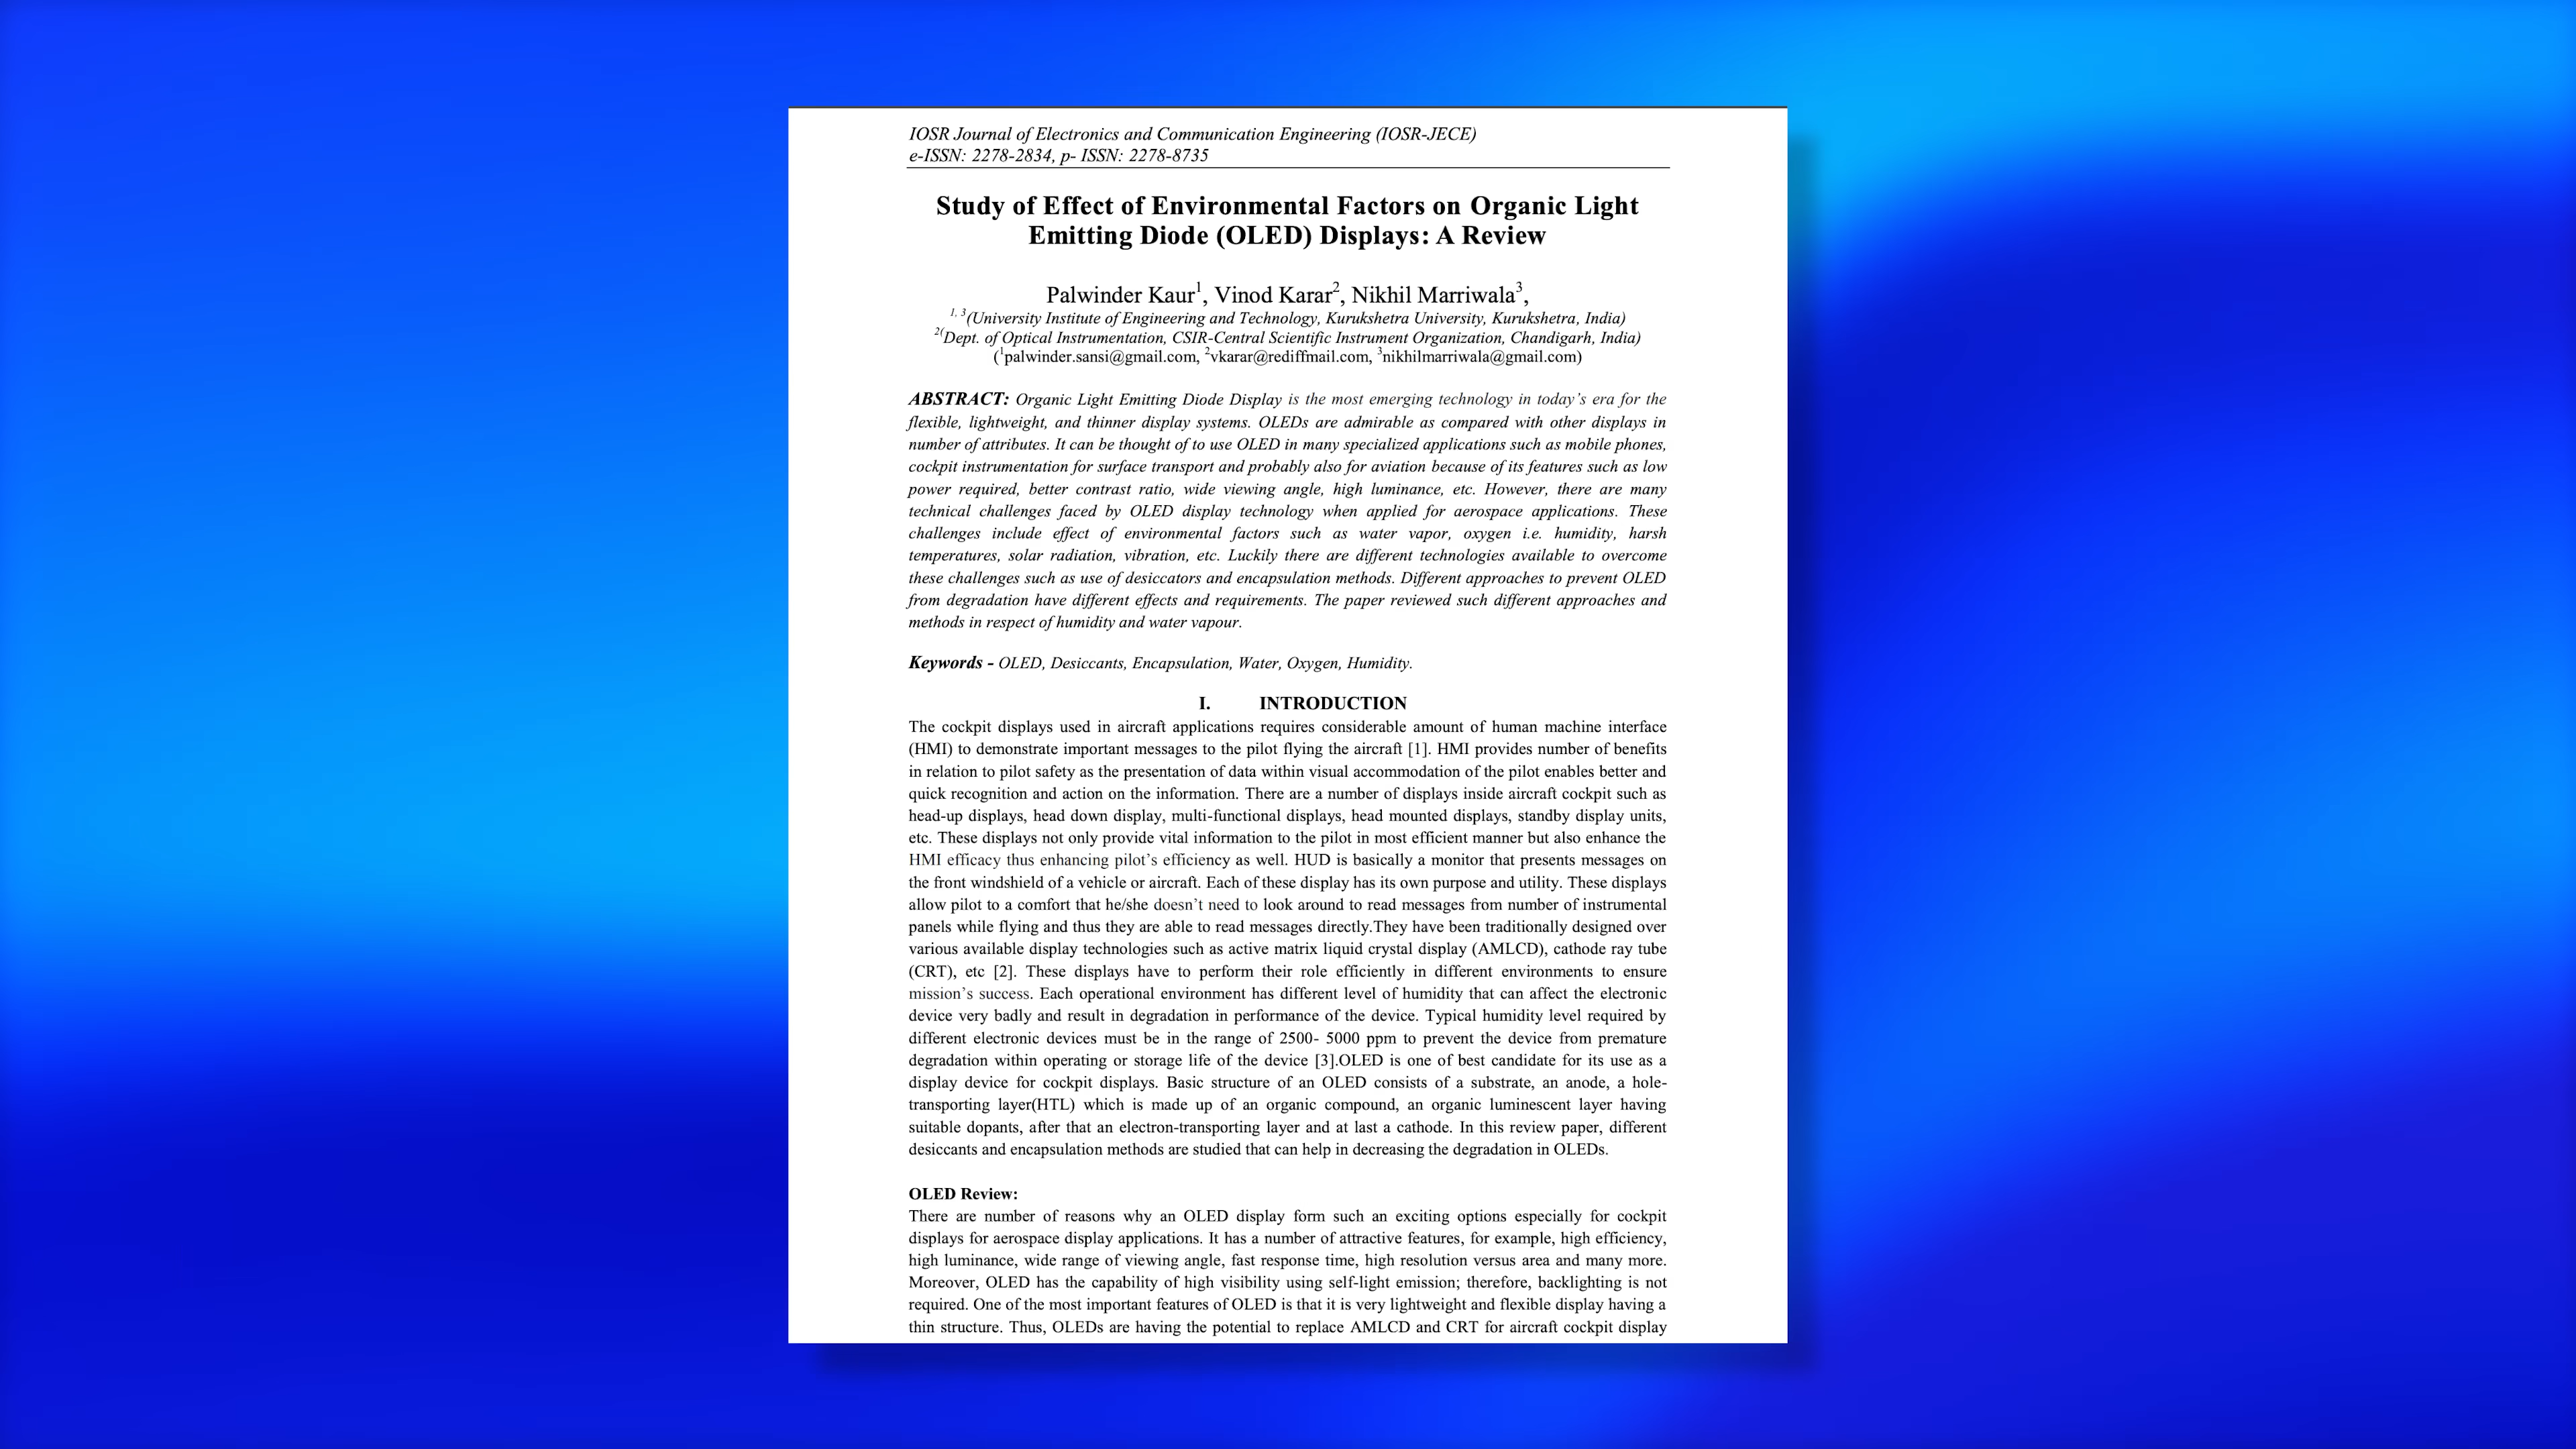 IOSR Journal of Electronics and Communication Engineering (IOSR-JECE)
e-ISSN: 2278-2834, p- ISSN: 2278-8735
Study of Effect of Environmental Factors on Organic Light
Emitting Diode (OLED) Displays: A Review
Palwinder Kaur1, Vinod Karar2, Nikhil Marriwala3,
1, 3(University Institute of Engineering and Technology, Kurukshetra University, Kurukshetra, India)
2(Dept. of Optical Instrumentation, CSIR-Central Scientific Instrument Organization, Chandigarh, India)
(1palwinder.sansi@gmail.com, 2vkarar@rediffmail.com, 3nikhilmarriwala@gmail.com)
ABSTRACT: Organic Light Emitting Diode Display is the most emerging technology in today's era for the
flexible, lightweight, and thinner display systems. OLEDs are admirable as compared with other displays in
number of attributes. It can be thought of to use OLED in many specialized applications such as mobile phones,
cockpit instrumentation for surface transport and probably also for aviation because of its features such as low
power required, better contrast ratio, wide viewing angle, high luminance, etc. However, there are many
technical challenges faced by OLED display technology when applied for aerospace applications. These
challenges include effect of environmental factors such as water vapor, oxygen i.e. humidity, harsh
temperatures, solar radiation, vibration, etc. Luckily there are different technologies available to overcome
these challenges such as use of desiccators and encapsulation methods. Different approaches to prevent OLED
from degradation have different effects and requirements. The paper reviewed such different approaches and
methods in respect of humidity and water vapour.
Keywords - OLED, Desiccants, Encapsulation, Water, Oxygen, Humidity.
I. INTRODUCTION
The cockpit displays used in aircraft applications requires considerable amount of human machine interface
(HMI) to demonstrate important messages to the pilot flying the aircraft [1]. HMI provides number of benefits
in relation to pilot safety as the presentation of data within visual accommodation of the pilot enables better and
quick recognition and action on the information. There are a number of displays inside aircraft cockpit such as
head-up displays, head down display, multi-functional displays, head mounted displays, standby display units,
etc. These displays not only provide vital information to the pilot in most efficient manner but also enhance the
HMI efficacy thus enhancing pilot's efficiency as well. HUD is basically a monitor that presents messages on
the front windshield of a vehicle or aircraft. Each of these display has its own purpose and utility. These displays
allow pilot to a comfort that he/she doesn't need to look around to read messages from number of instrumental
panels while flying and thus they are able to read messages directly.They have been traditionally designed over
various available display technologies such as active matrix liquid crystal display (AMLCD), cathode ray tube
(CRT), etc [2]. These displays have to perform their role efficiently in different environments to ensure
mission's success. Each operational environment has different level of humidity that can affect the electronic
device very badly and result in degradation in performance of the device. Typical humidity level required by
different electronic devices must be in the range of 2500- 5000 ppm to prevent the device from premature
degradation within operating or storage life of the device [3].OLED is one of best candidate for its use as a
display device for cockpit displays. Basic structure of an OLED consists of a substrate, an anode, a hole-
transporting layer(HTL) which is made up of an organic compound, an organic luminescent layer having
suitable dopants, after that an electron-transporting layer and at last a cathode. In this review paper, different
desiccants and encapsulation methods are studied that can help in decreasing the degradation in OLEDs.
OLED Review:
There are number of reasons why an OLED display form such an exciting options especially for cockpit
displays for aerospace display applications. It has a number of attractive features, for example, high efficiency,
high luminance, wide range of viewing angle, fast response time, high resolution versus area and many more.
Moreover, OLED has the capability of high visibility using self-light emission; therefore, backlighting is not
required. One of the most important features of OLED is that it is very lightweight and flexible display having a
thin structure. Thus, OLEDs are having the potential to replace AMLCD and CRT for aircraft cockpit display